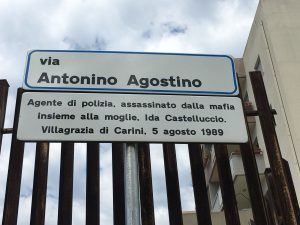 via
Antonino Agostino
Agente di polizia, assassinato dalla mafia
insieme alla moglie, Ida Castelluccio.
Villagrazia di Carini, 5 agosto 1989